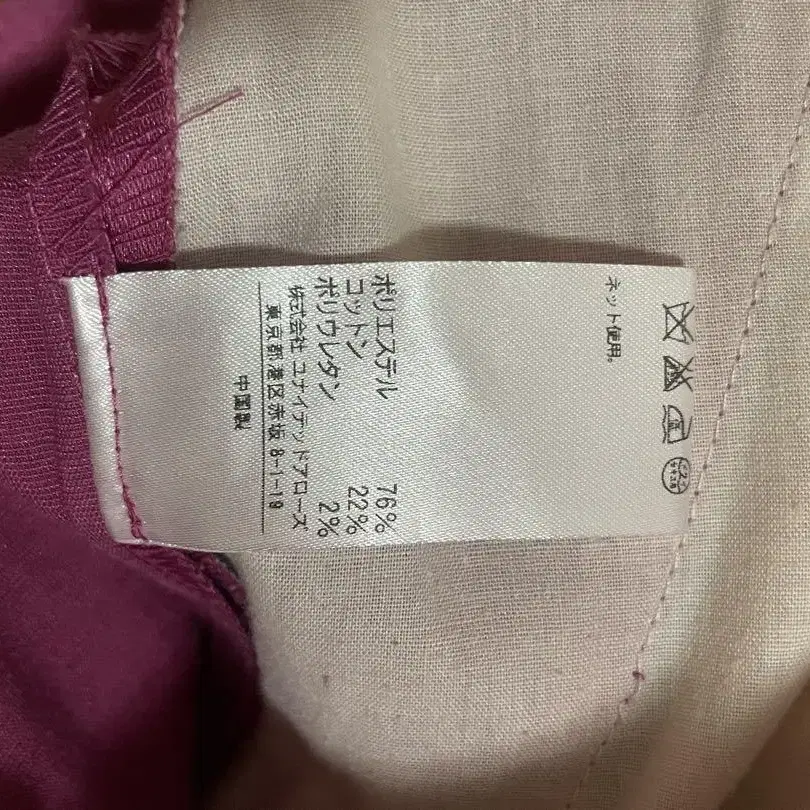 ネット使用。
ポリエステル 76%
コットン 22%
ポリウレタン 2%
株式会社 ユナイテッドアローズ
東京都 港区赤坂 8-1-19
中国製